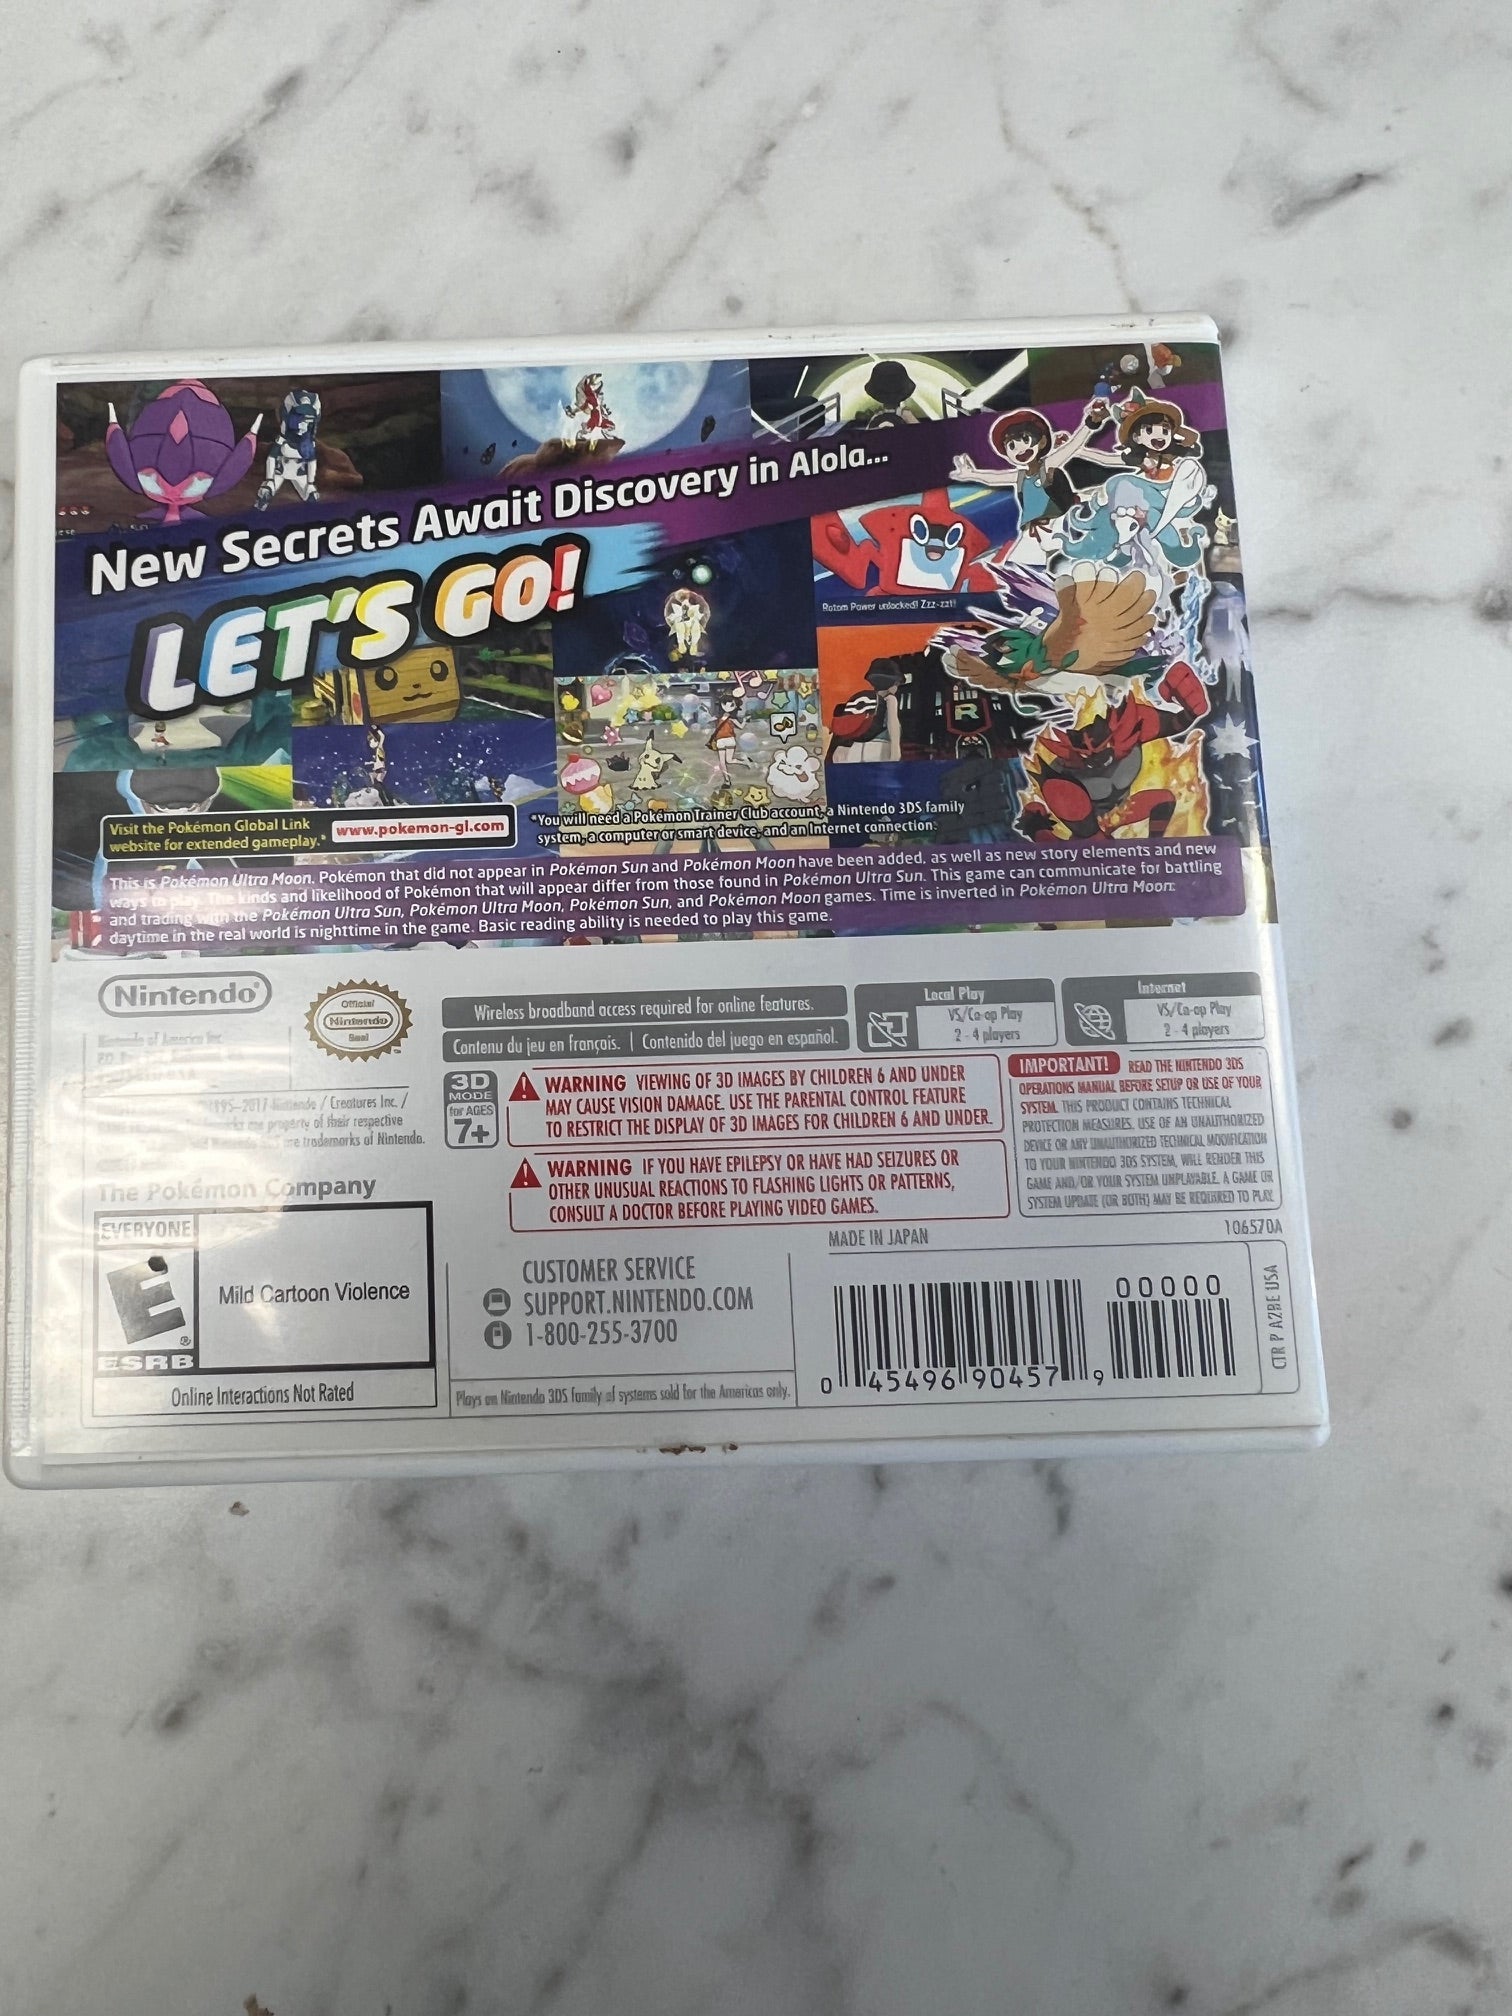 New Secrets Await Discovery in Alola...
LET'S GO!
Rotom Power unlocked! Zzz-zzt!
R
Visit the Pokémon Global Link
website for extended gameplay.*
www.pokemon-gl.com
*You will need a Pokémon Trainer Club account, a Nintendo 3DS family
system, a computer or smart device, and an Internet connection.
This is Pokémon Ultra Moon. Pokémon that did not appear in Pokémon Sun and Pokémon Moon have been added, as well as new story elements and new
ways to play. The kinds and likelihood of Pokémon that will appear differ from those found in Pokémon Ultra Sun. This game can communicate for battling
and trading with the Pokémon Ultra Sun, Pokémon Ultra Moon, Pokémon Sun, and Pokémon Moon games. Time is inverted in Pokémon Ultra Moon:
daytime in the real world is nighttime in the game. Basic reading ability is needed to play this game.
Nintendo®
Official
Nintendo
Seal
Wireless broadband access required for online features.
Contenu du jeu en français. | Contenido del juego en español.
Local Play
VS/Co-op Play
2 - 4 players
Internet
VS/Co-op Play
2 - 4 players
Nintendo of America Inc.
1995–2017 Nintendo / Creatures Inc. /
property of their respective
are trademarks of Nintendo.
The Pokémon Company
3D
MODE
for AGES
7+
WARNING VIEWING OF 3D IMAGES BY CHILDREN 6 AND UNDER
MAY CAUSE VISION DAMAGE. USE THE PARENTAL CONTROL FEATURE
TO RESTRICT THE DISPLAY OF 3D IMAGES FOR CHILDREN 6 AND UNDER.
WARNING IF YOU HAVE EPILEPSY OR HAVE HAD SEIZURES OR
OTHER UNUSUAL REACTIONS TO FLASHING LIGHTS OR PATTERNS,
CONSULT A DOCTOR BEFORE PLAYING VIDEO GAMES.
IMPORTANT! READ THE NINTENDO 3DS
OPERATIONS MANUAL BEFORE SETUP OR USE OF YOUR
SYSTEM. THIS PRODUCT CONTAINS TECHNICAL
PROTECTION MEASURES. USE OF AN UNAUTHORIZED
DEVICE OR ANY UNAUTHORIZED TECHNICAL MODIFICATION
TO YOUR NINTENDO 3DS SYSTEM, WILL RENDER THIS
GAME AND/OR YOUR SYSTEM UNPLAYABLE. A GAME OR
SYSTEM UPDATE (OR BOTH) MAY BE REQUIRED TO PLAY.
EVERYONE
E
®
ESRB
Mild Cartoon Violence
Online Interactions Not Rated
CUSTOMER SERVICE
SUPPORT.NINTENDO.COM
1-800-255-3700
Plays on Nintendo 3DS family of systems sold for the Americas only.
MADE IN JAPAN
106570A
00000
0 45496 90457 9
CTR P A2BE USA